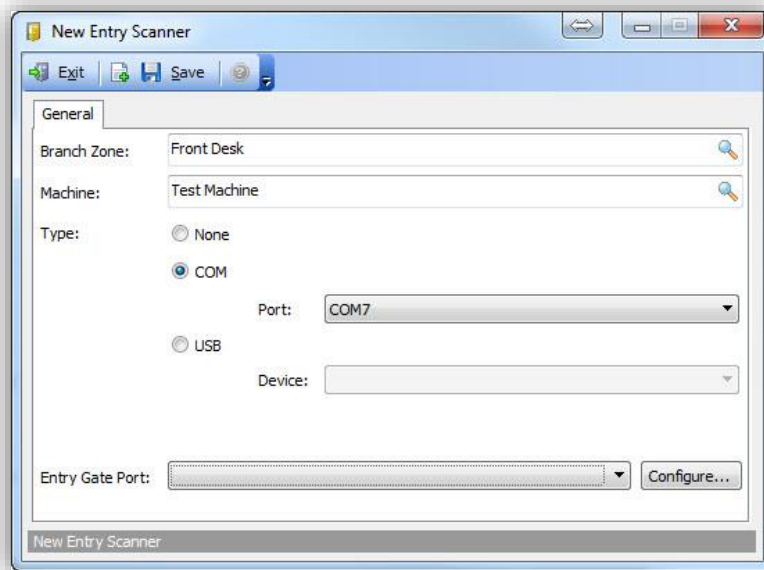 New Entry Scanner
Exit Save
General
Branch Zone: Front Desk
Machine: Test Machine
Type: None
COM
Port: COM7
USB
Device:
Entry Gate Port: Configure...
New Entry Scanner